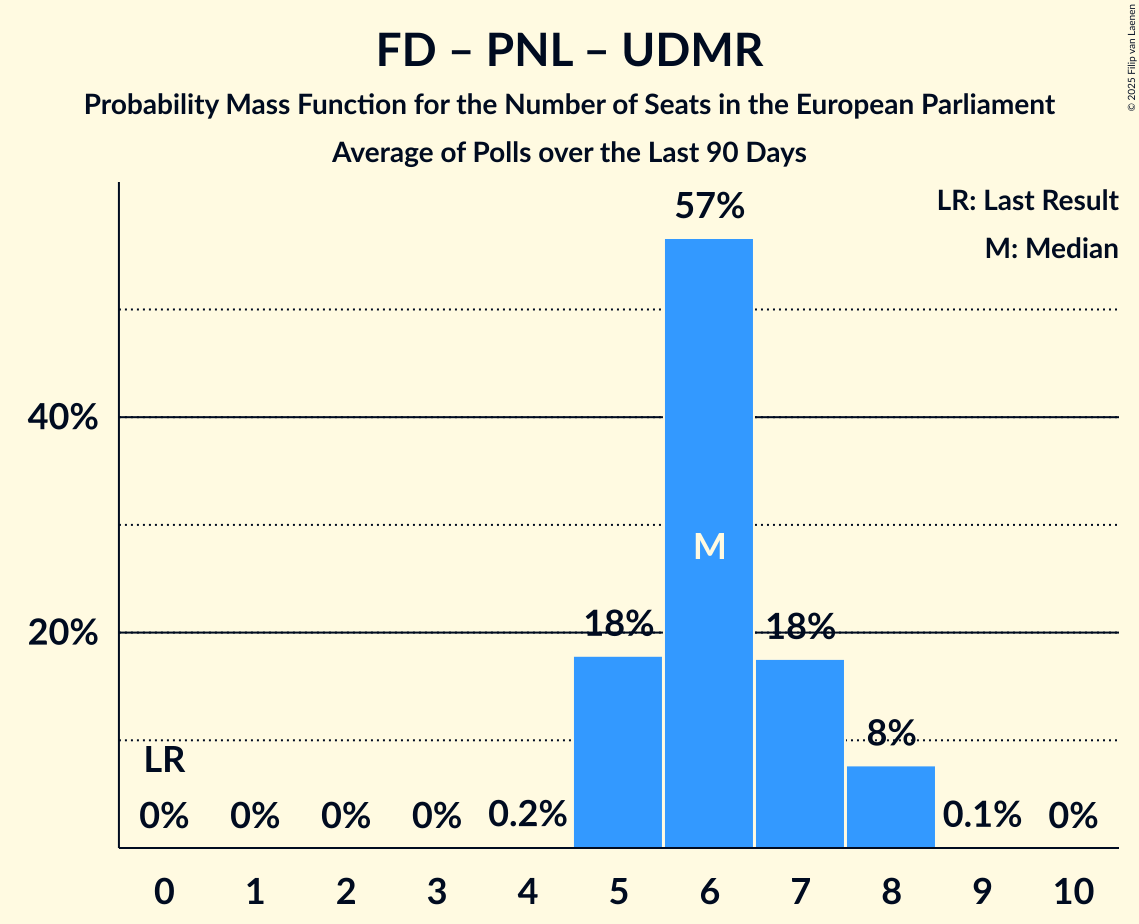 FD – PNL – UDMR
Probability Mass Function for the Number of Seats in the European Parliament
Average of Polls over the Last 90 Days
© 2025 Filip van Laenen
LR: Last Result
M: Median
57%
40%
M
20%
18%
18%
8%
LR
0%
0%
0%
0%
0.2%
0.1%
0%
0 1 2 3 4 5 6 7 8 9 10